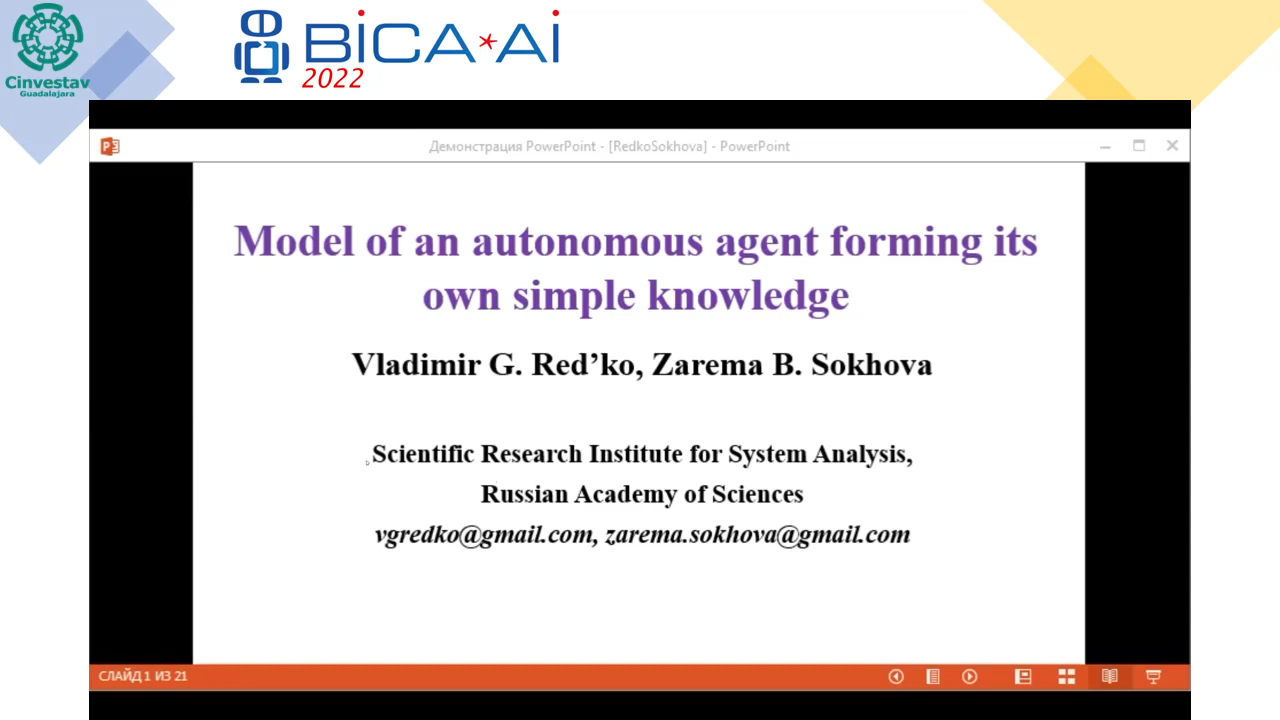 Cinvestav
Guadalajara
BiCA*Ai
2022
Демонстрация PowerPoint - [RedkoSokhova] - PowerPoint
Model of an autonomous agent forming its
own simple knowledge
Vladimir G. Red’ko, Zarema B. Sokhova
Scientific Research Institute for System Analysis,
Russian Academy of Sciences
vgredko@gmail.com, zarema.sokhova@gmail.com
СЛАЙД 1 ИЗ 21